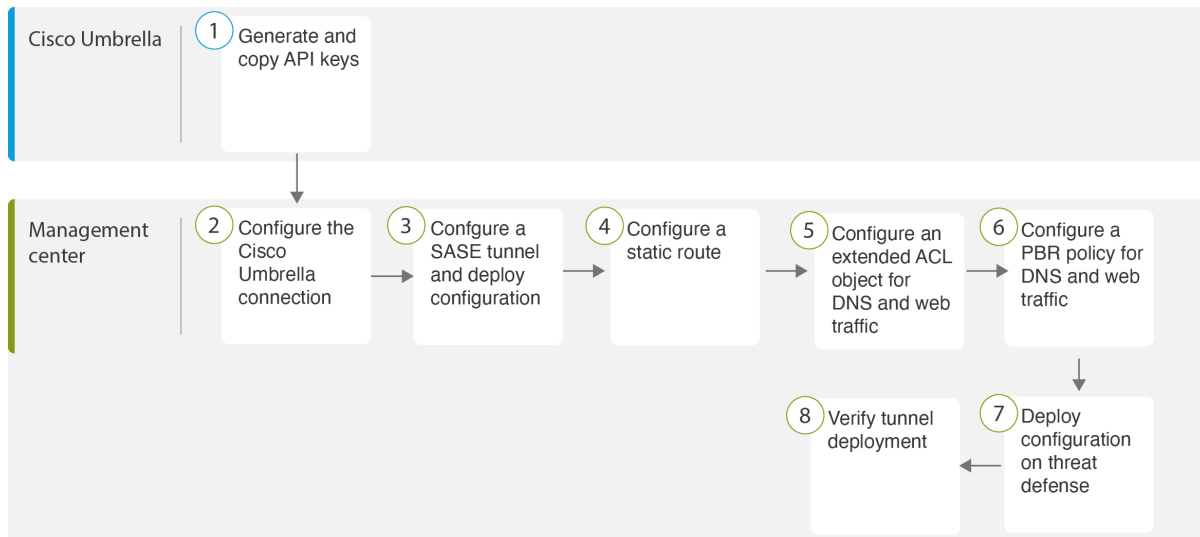 Cisco Umbrella
1
Generate and
copy API keys
Management
center
2
Configure the
Cisco
Umbrella
connection
3
Confgure a
SASE tunnel
and deploy
configuration
4
Configure a
static route
5
Configure an
extended ACL
object for
DNS and web
traffic
6
Configure a
PBR policy for
DNS and web
traffic
7
Deploy
configuration
on threat
defense
8
Verify tunnel
deployment